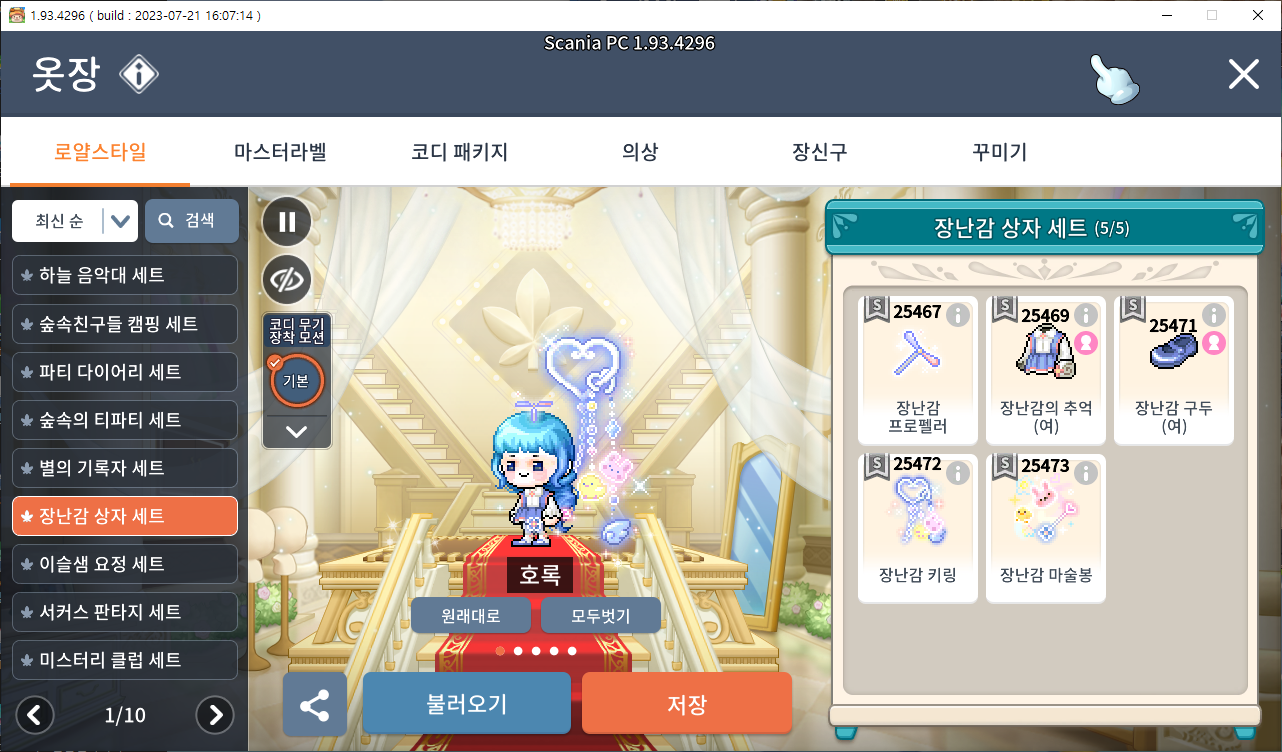 1.93.4296 ( build : 2023-07-21 16:07:14 )
Scania PC 1.93.4296
옷장
로얄스타일
마스터라벨
코디 패키지
의상
장신구
꾸미기
최신 순
검색
하늘 음악대 세트
숲속친구들 캠핑 세트
파티 다이어리 세트
숲속의 티파티 세트
별의 기록자 세트
장난감 상자 세트
이슬샘 요정 세트
서커스 판타지 세트
미스터리 클럽 세트
1/10
코디 무기
장착 모션
기본
호록
원래대로
모두벗기
불러오기
저장
장난감 상자 세트 (5/5)
S
25467
장난감
프로펠러
S
25469
장난감의 추억
(여)
S
25471
장난감 구두
(여)
S
25472
장난감 키링
S
25473
장난감 마술봉